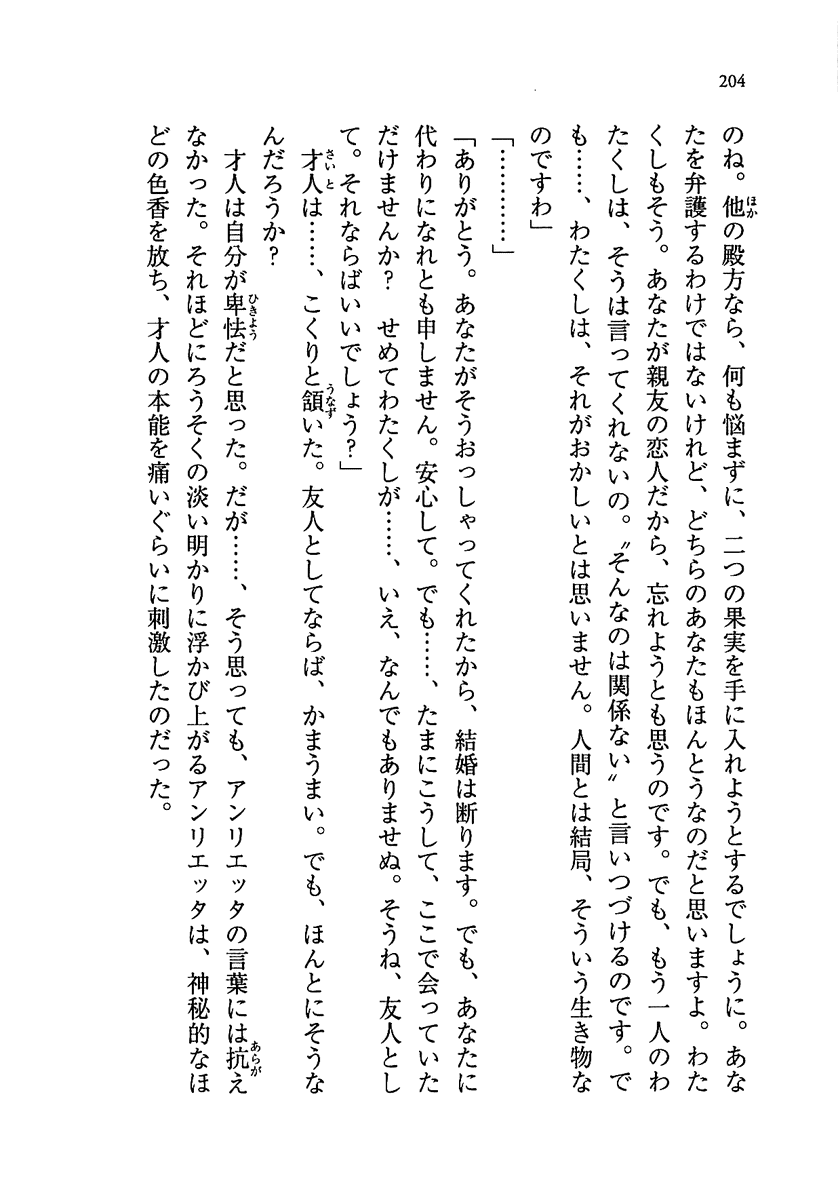 204
のね。他の殿方なら、何も悩まずに、二つの果実を手に入れようとするでしょうに。あな
たを弁護するわけではないけれど、どちらのあなたもほんとうなのだと思いますよ。わた
くしもそう。あなたが親友の恋人だから、忘れようとも思うのです。でも、もう一人のわ
たくしは、そうは言ってくれないの。〝そんなのは関係ない〟と言いつづけるのです。で
も……、わたくしは、それがおかしいとは思いません。人間とは結局、そういう生き物な
のですわ」
「…………」
「ありがとう。あなたがそうおっしゃってくれたから、結婚は断ります。でも、あなたに
代わりになれとも申しません。安心して。でも……、たまにこうして、ここで会っていた
だけませんか？　せめてわたくしが……、いえ、なんでもありませぬ。そうね、友人とし
て。それならばいいでしょう？」
　才人は……、こくりと頷いた。友人としてならば、かまうまい。でも、ほんとにそうな
んだろうか？
　才人は自分が卑怯だと思った。だが……、そう思っても、アンリエッタの言葉には抗え
なかった。それほどにろうそくの淡い明かりに浮かび上がるアンリエッタは、神秘的なほ
どの色香を放ち、才人の本能を痛いぐらいに刺激したのだった。